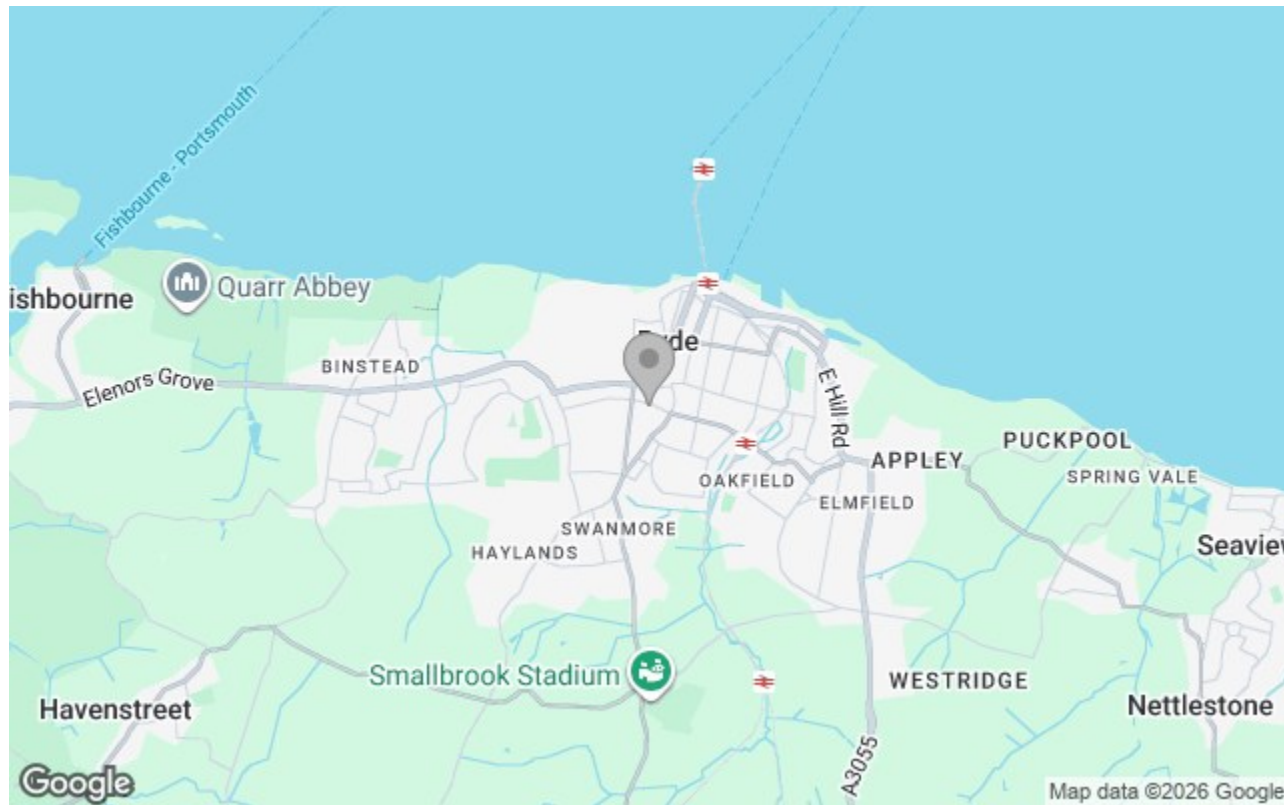 Fishbourne - Portsmouth
Quarr Abbey
ishbourne
BINSTEAD
Elenors Grove
E Hill Rd
PUCKPOOL
APPLEY
SPRING VALE
OAKFIELD
ELMFIELD
SWANMORE
HAYLANDS
Seaview
Smallbrook Stadium
WESTRIDGE
Havenstreet
Nettlestone
A3055
Google
Map data ©2026 Google